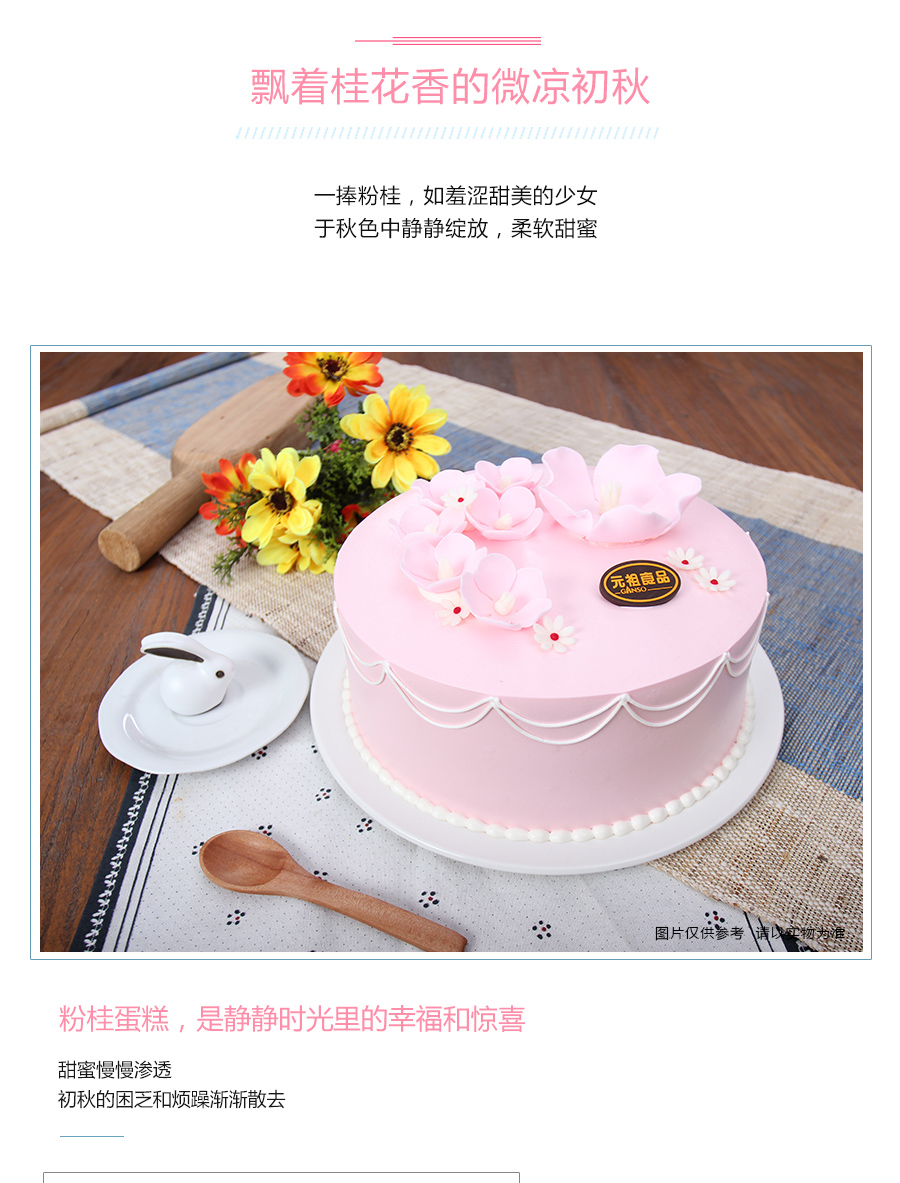 飘着桂花香的微凉初秋
一捧粉桂，如羞涩甜美的少女
于秋色中静静绽放，柔软甜蜜
元祖食品
GANSO
图片仅供参考 请以实物为准
粉桂蛋糕，是静静时光里的幸福和惊喜
甜蜜慢慢渗透
初秋的困乏和烦躁渐渐散去